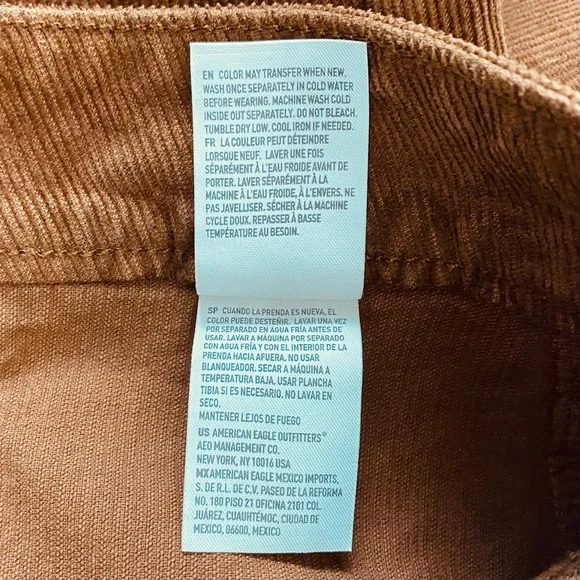 EN COLOR MAY TRANSFER WHEN NEW.
WASH ONCE SEPARATELY IN COLD WATER
BEFORE WEARING. MACHINE WASH COLD
INSIDE OUT SEPARATELY. DO NOT BLEACH.
TUMBLE DRY LOW. COOL IRON IF NEEDED.
FR LA COULEUR PEUT DÉTEINDRE
LORSQUE NEUF. LAVER UNE FOIS
SÉPARÉMENT À L'EAU FROIDE AVANT DE
PORTER. LAVER SÉPARÉMENT À LA
MACHINE À L'EAU FROIDE, À L'ENVERS. NE
PAS JAVELLISER. SÉCHER À LA MACHINE
CYCLE DOUX. REPASSER À BASSE
TEMPÉRATURE AU BESOIN.
SP CUANDO LA PRENDA ES NUEVA, EL
COLOR PUEDE DESTEÑIR. LAVAR UNA VEZ
POR SEPARADO EN AGUA FRÍA ANTES DE
USAR. LAVAR A MÁQUINA POR SEPARADO
CON AGUA FRÍA Y CON EL INTERIOR DE LA
PRENDA HACIA AFUERA. NO USAR
BLANQUEADOR. SECAR A MÁQUINA A
TEMPERATURA BAJA. USAR PLANCHA
TIBIA SI ES NECESARIO. NO LAVAR EN
SECO.
MANTENER LEJOS DE FUEGO
US AMERICAN EAGLE OUTFITTERS®
AEO MANAGEMENT CO.
NEW YORK, NY 10016 USA
MX AMERICAN EAGLE MEXICO IMPORTS,
S. DE R.L. DE C.V. PASEO DE LA REFORMA
NO. 180 PISO 21 OFICINA 2101 COL.
JUÁREZ, CUAUHTÉMOC, CIUDAD DE
MEXICO, 06600, MEXICO.